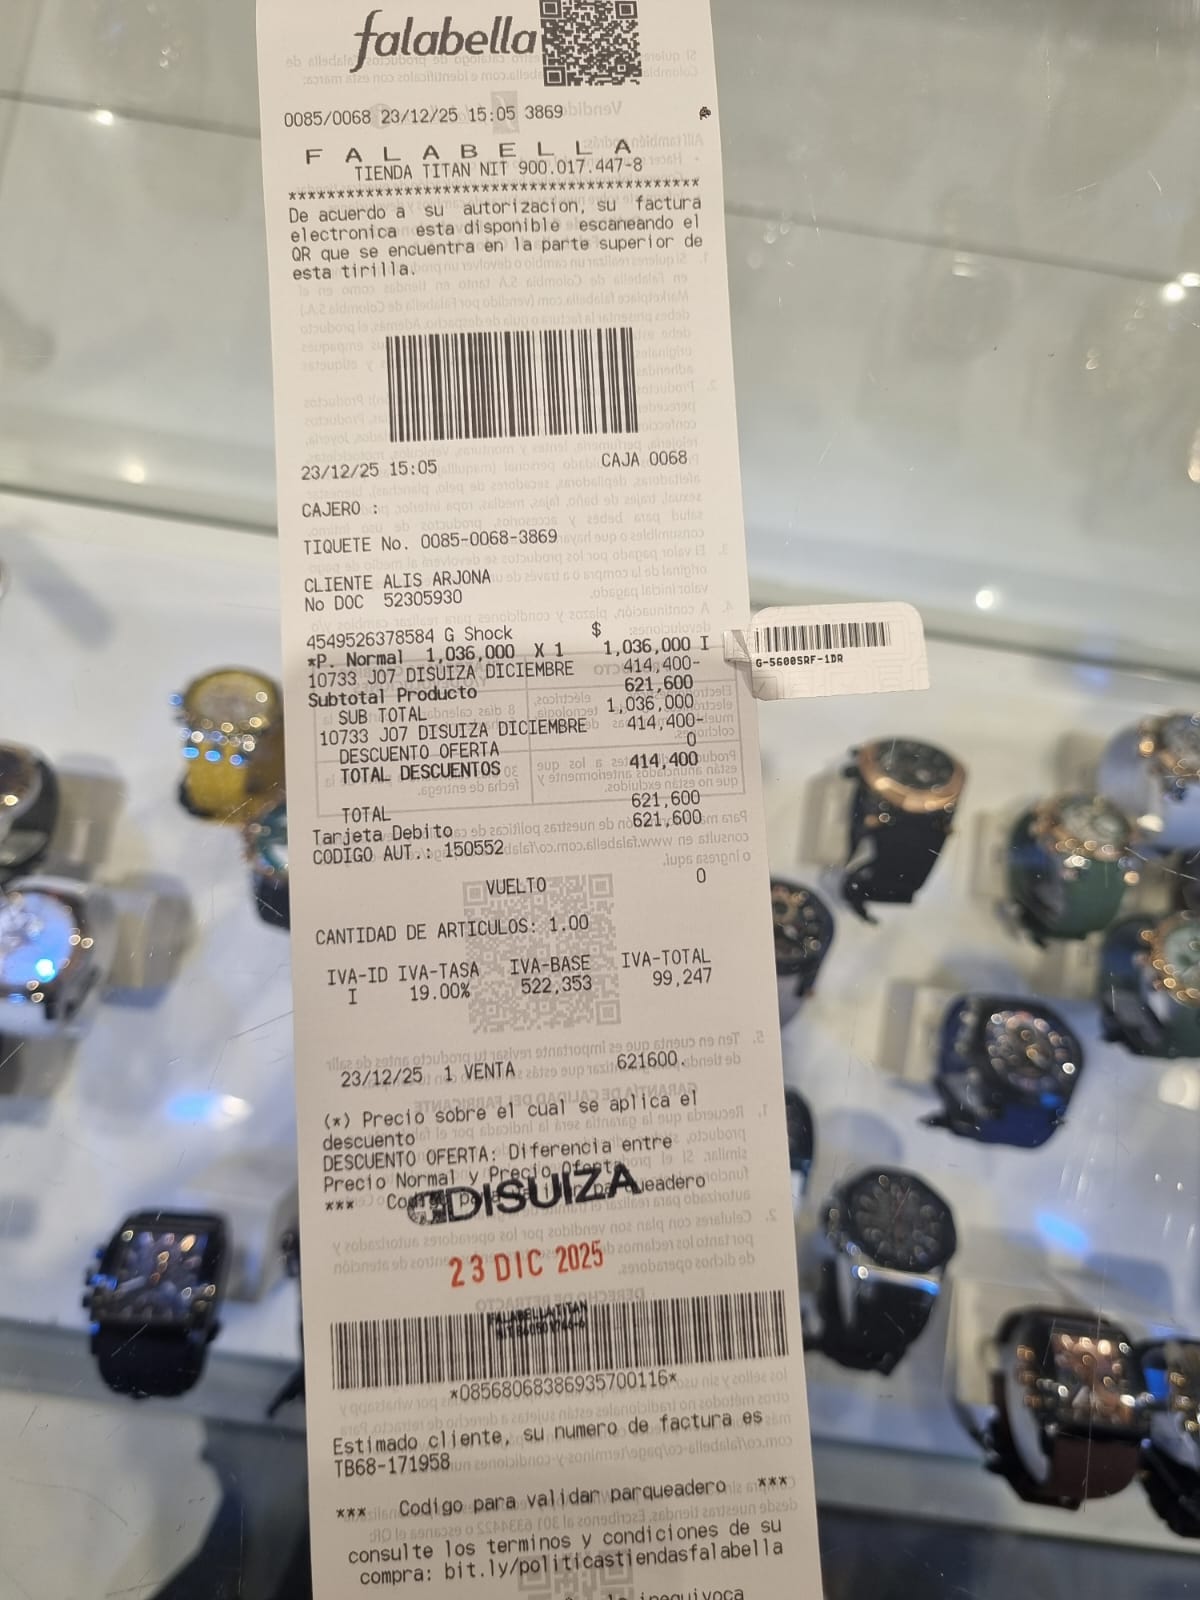 falabella
0085/0068 23/12/25 15:05 3869
F A L A B E L L A
TIENDA TITAN NIT 900.017.447-8
******************************************
De acuerdo a su autorizacion, su factura
electronica esta disponible escaneando el
QR que se encuentra en la parte superior de
esta tirilla.
23/12/25 15:05 CAJA 0068
CAJERO :
TIQUETE No. 0085-0068-3869
CLIENTE ALIS ARJONA
No DOC 52305930
$
4549526378584 G Shock
*P. Normal 1,036,000 X 1 1,036,000 I
10733 J07 DISUIZA DICIEMBRE 414,400-
Subtotal Producto 621,600
SUB TOTAL 1,036,000
10733 J07 DISUIZA DICIEMBRE 414,400-
DESCUENTO OFERTA 0
TOTAL DESCUENTOS 414,400
TOTAL 621,600
Tarjeta Debito 621,600
CODIGO AUT.: 150552
VUELTO 0
CANTIDAD DE ARTICULOS: 1.00
IVA-ID IVA-TASA IVA-BASE IVA-TOTAL
I 19.00% 522,353 99,247
23/12/25 1 VENTA 621600.
(*) Precio sobre el cual se aplica el
descuento
DESCUENTO OFERTA: Diferencia entre
Precio Normal y Precio Oferta
*** parqueadero
DISUIZA
23 DIC 2025
FALABELLA TITAN
*08568068386935700116*
Estimado cliente, su numero de factura es
TB68-171958
*** Codigo para validar parqueadero ***
consulte los terminos y condiciones de su
compra: bit.ly/politicastiendasfalabella
inequivoca
G-5600SRF-1DR